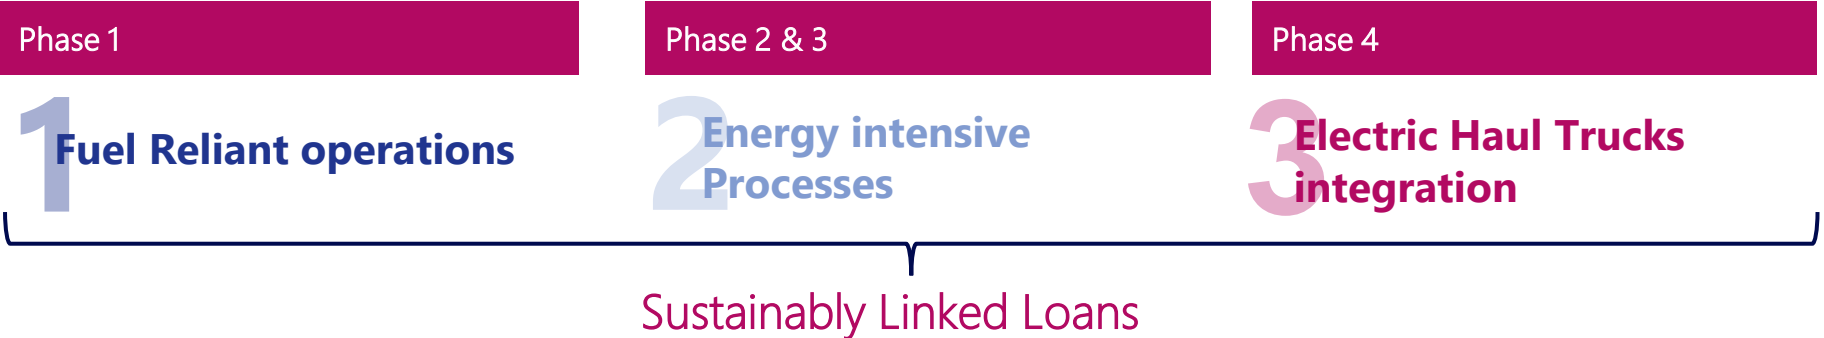 Phase 1
Phase 2 & 3
Phase 4
1
Fuel Reliant operations
2
Energy intensive
Processes
3
Electric Haul Trucks
integration
Sustainably Linked Loans